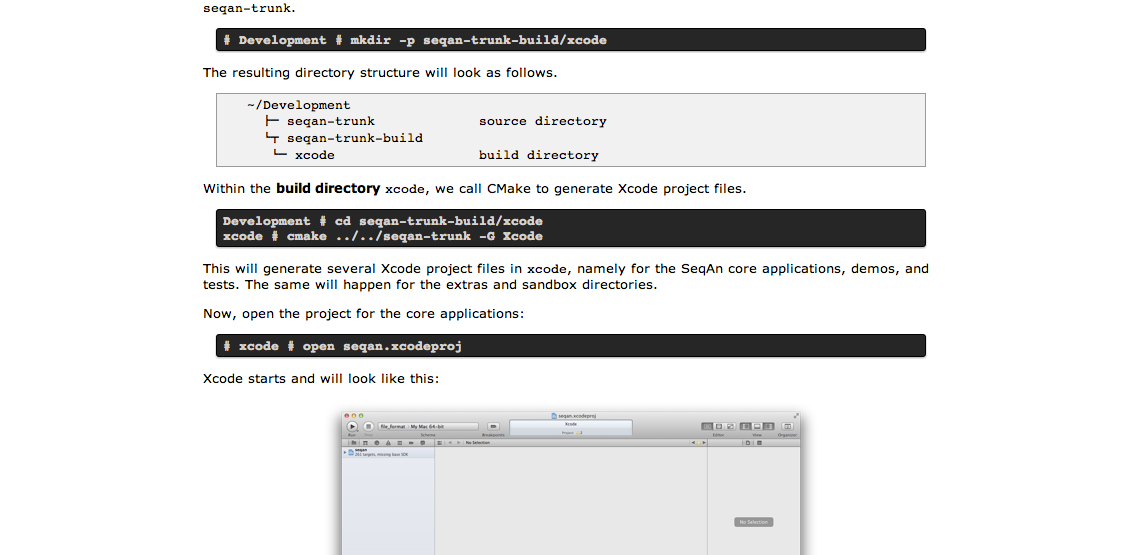 seqan-trunk.
# Development # mkdir -p seqan-trunk-build/xcode
The resulting directory structure will look as follows.
~/Development
├─ seqan-trunk source directory
└┬ seqan-trunk-build
└─ xcode build directory
Within the build directory xcode, we call CMake to generate Xcode project files.
Development # cd seqan-trunk-build/xcode
xcode # cmake ../../seqan-trunk -G Xcode
This will generate several Xcode project files in xcode, namely for the SeqAn core applications, demos, and
tests. The same will happen for the extras and sandbox directories.
Now, open the project for the core applications:
# xcode # open seqan.xcodeproj
Xcode starts and will look like this:
seqan.xcodeproj
file_format My Mac 64-bit
Xcode
Project
Run Stop Scheme Breakpoints Editor View Organizer
No Selection
seqan
targets, missing base SDK
No Selection